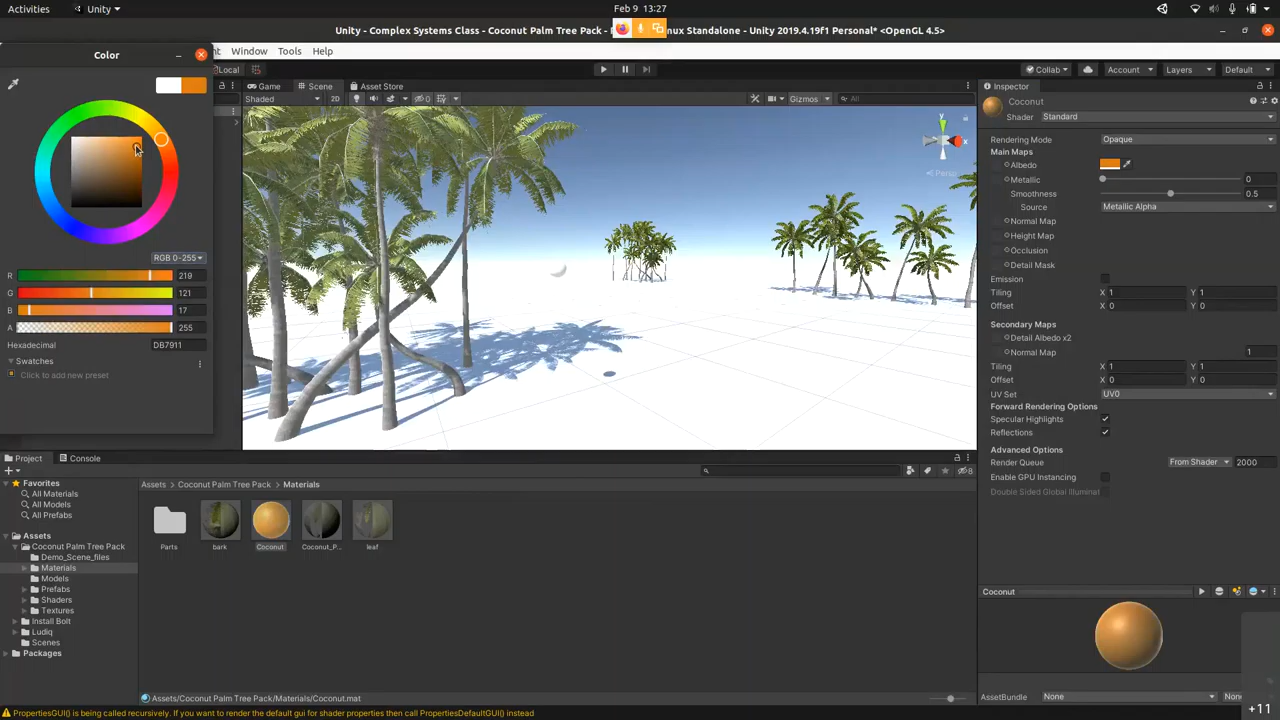 Activities
Unity
Feb 9 13:27
Unity - Complex Systems Class - Coconut Palm Tree Pack -
nux Standalone - Unity 2019.4.19f1 Personal* <OpenGL 4.5>
Color
nt Window Tools Help
Local
Collab
Account
Layers
Default
Game
Scene
Asset Store
Shaded
2D
0
Gizmos
All
y
x
Persp
RGB 0-255
R 219
G 121
B 17
A 255
Hexadecimal DB7911
Swatches
Click to add new preset
Inspector
Coconut
Shader Standard
Rendering Mode Opaque
Main Maps
Albedo
Metallic 0
Smoothness 0.5
Source Metallic Alpha
Normal Map
Height Map
Occlusion
Detail Mask
Emission
Tiling X 1 Y 1
Offset X 0 Y 0
Secondary Maps
Detail Albedo x2
Normal Map 1
Tiling X 1 Y 1
Offset X 0 Y 0
UV Set UV0
Forward Rendering Options
Specular Highlights
Reflections
Advanced Options
Render Queue From Shader 2000
Enable GPU Instancing
Double Sided Global Illuminat
Coconut
AssetBundle None Non
+11
Project
Console
8
Favorites
All Materials
All Models
All Prefabs
Assets
Coconut Palm Tree Pack
Demo_Scene_files
Materials
Models
Prefabs
Shaders
Textures
Install Bolt
Ludiq
Scenes
Packages
Assets Coconut Palm Tree Pack Materials
Parts
bark
Coconut
Coconut_P...
leaf
Assets/Coconut Palm Tree Pack/Materials/Coconut.mat
PropertiesGUI() is being called recursively. If you want to render the default gui for shader properties then call PropertiesDefaultGUI() instead